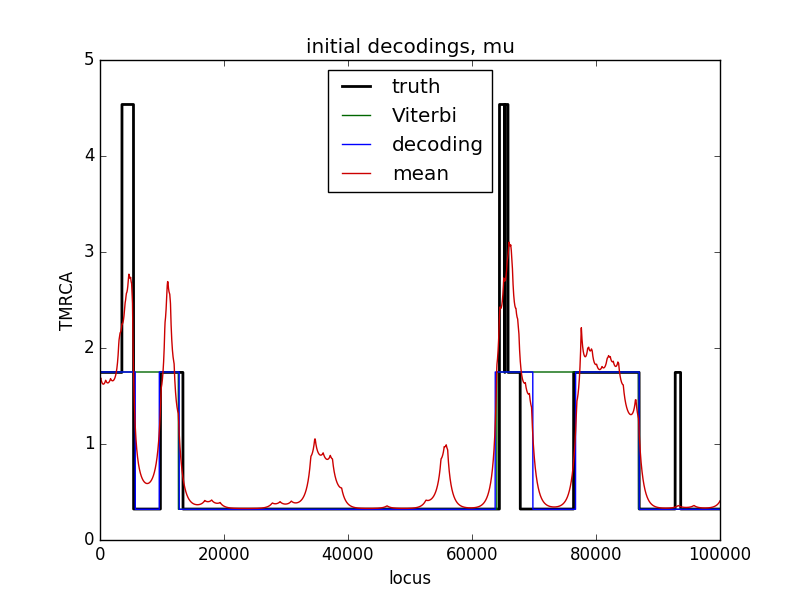 initial decodings, mu
5
4
3
2
1
0
TMRCA
truth
Viterbi
decoding
mean
0
20000
40000
60000
80000
100000
locus